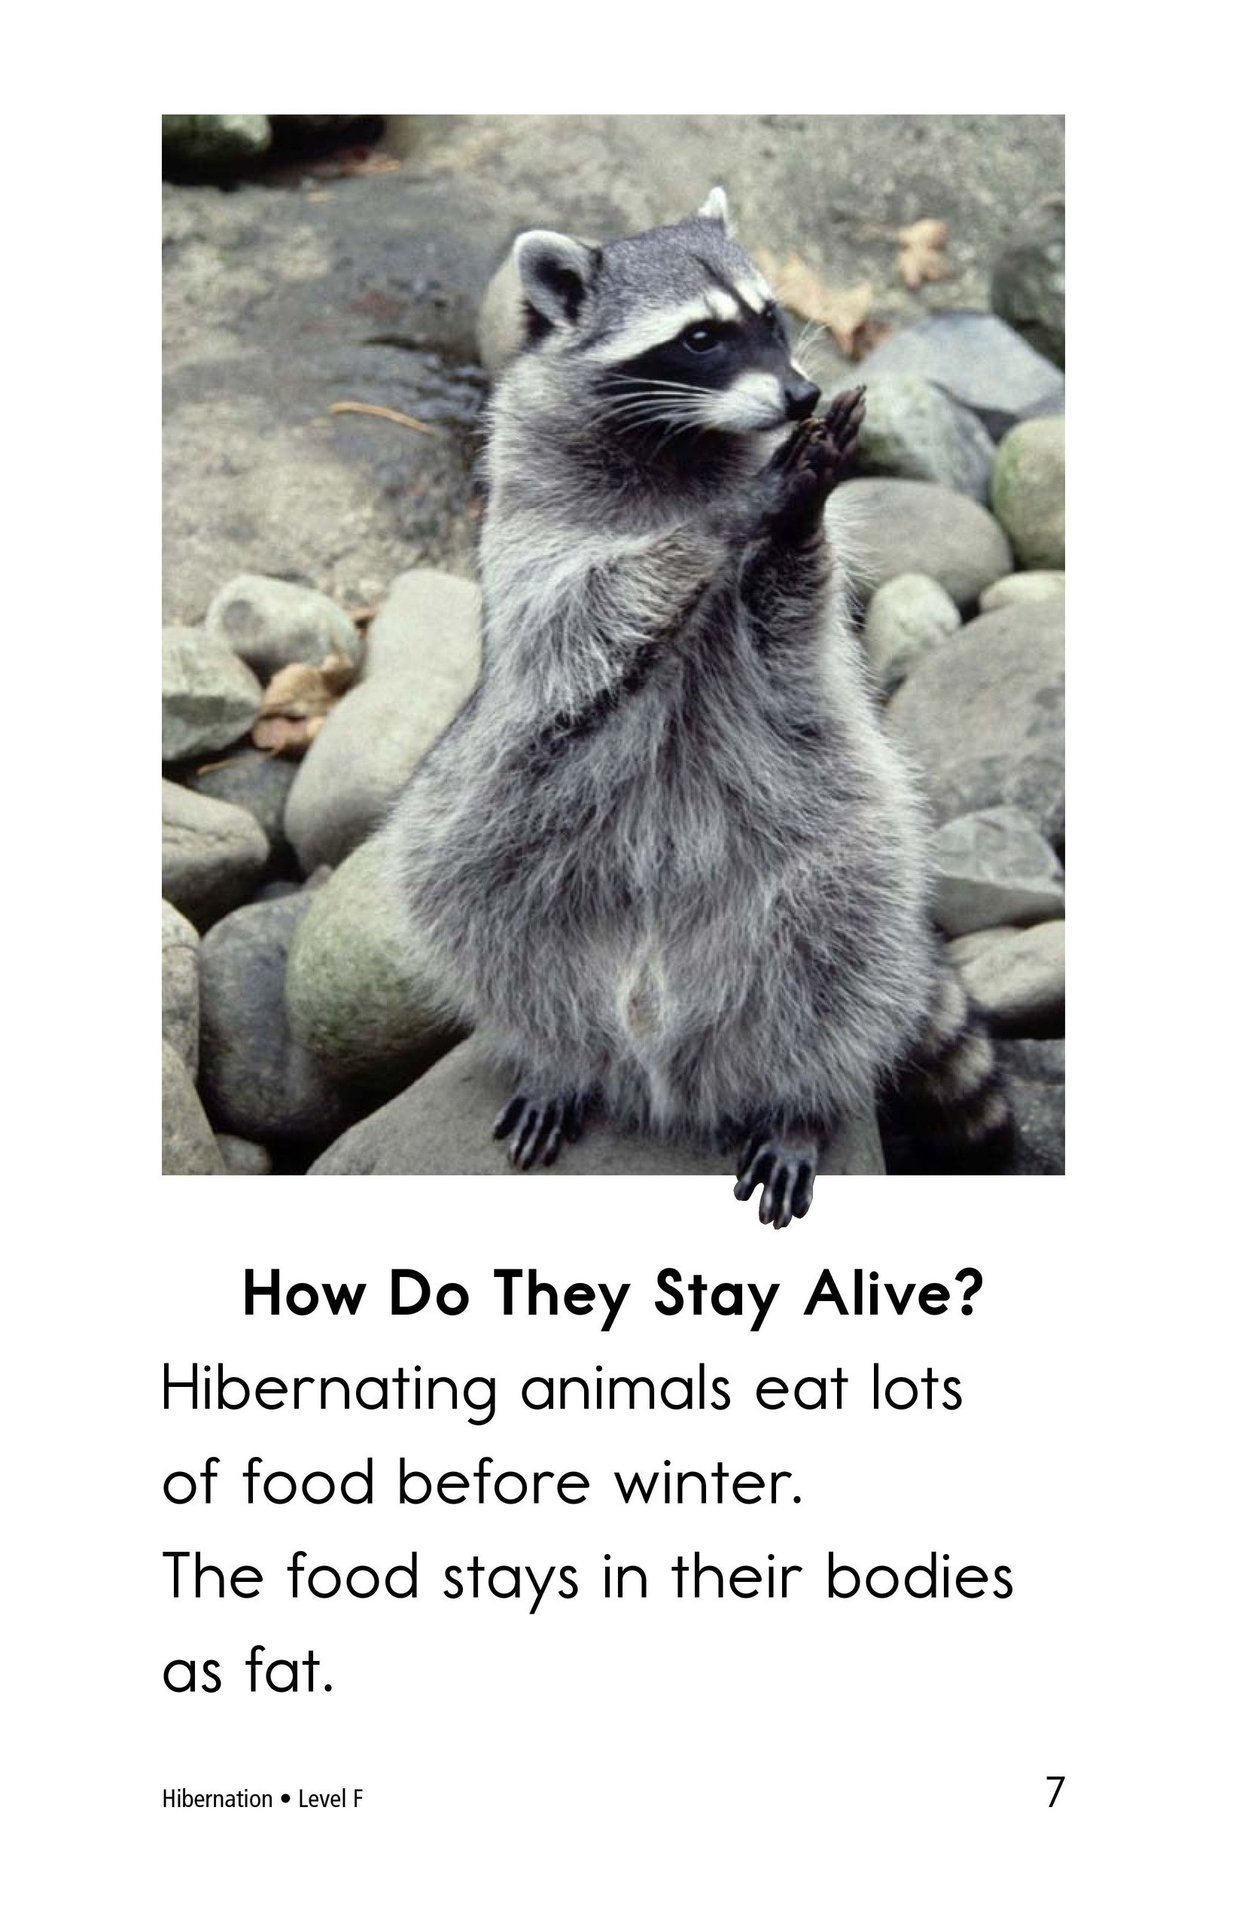 How Do They Stay Alive?
Hibernating animals eat lots
of food before winter.
The food stays in their bodies
as fat.
Hibernation • Level F
7